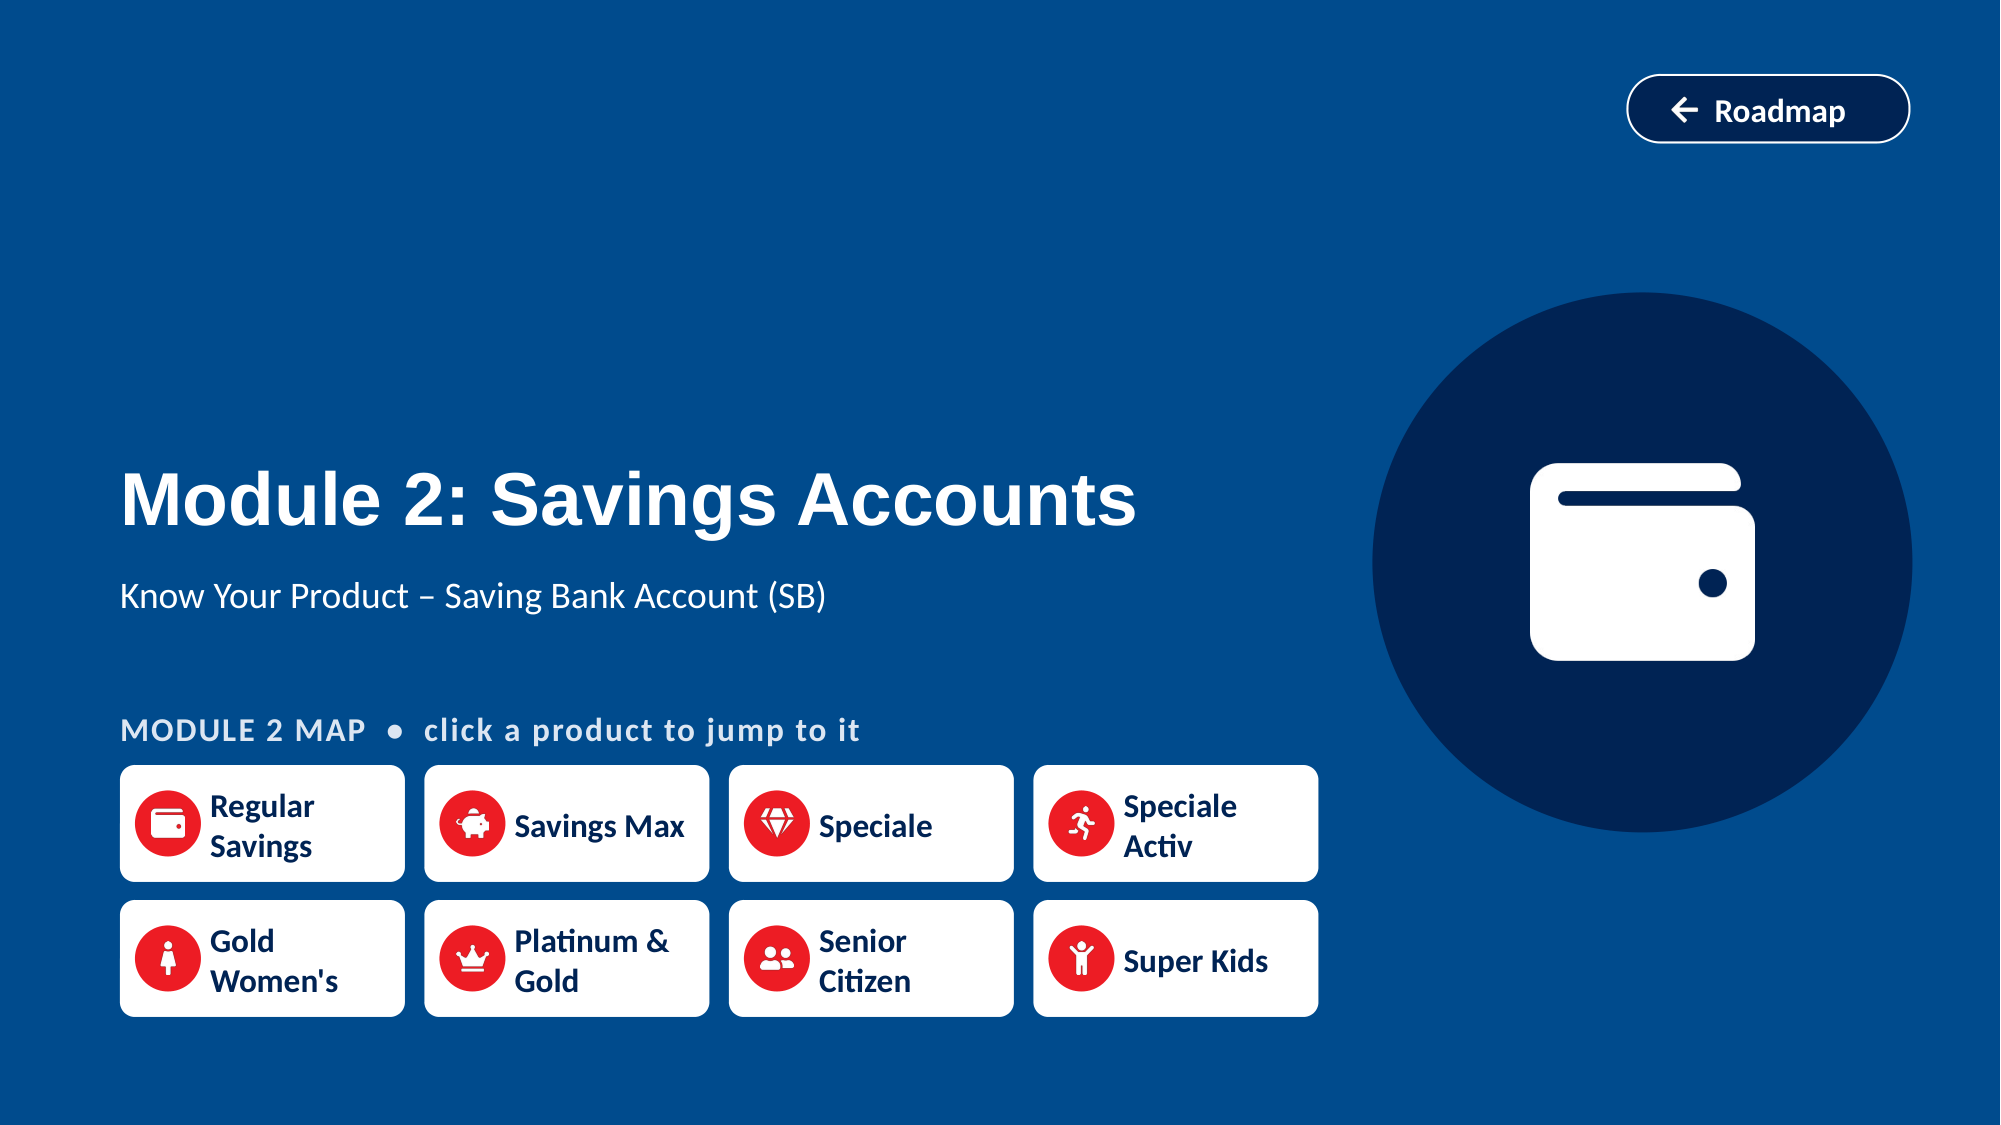 Roadmap
Module 2: Savings Accounts
Know Your Product – Saving Bank Account (SB)
MODULE 2 MAP ● click a product to jump to it
Regular
Savings
Savings Max
Speciale
Speciale
Activ
Gold
Women's
Platinum &
Gold
Senior
Citizen
Super Kids